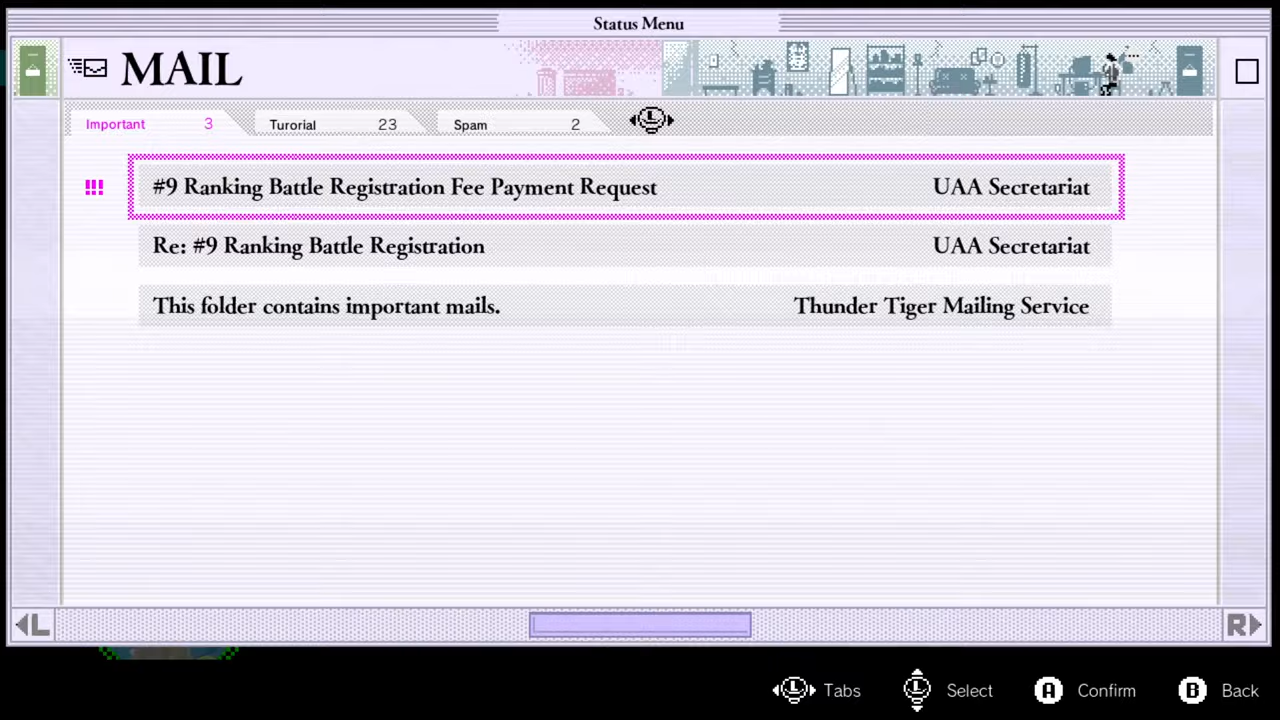 Status Menu
MAIL
Important 3 Turorial 23 Spam 2 L
!!! #9 Ranking Battle Registration Fee Payment Request UAA Secretariat
Re: #9 Ranking Battle Registration UAA Secretariat
This folder contains important mails. Thunder Tiger Mailing Service
L R
L Tabs L Select A Confirm B Back